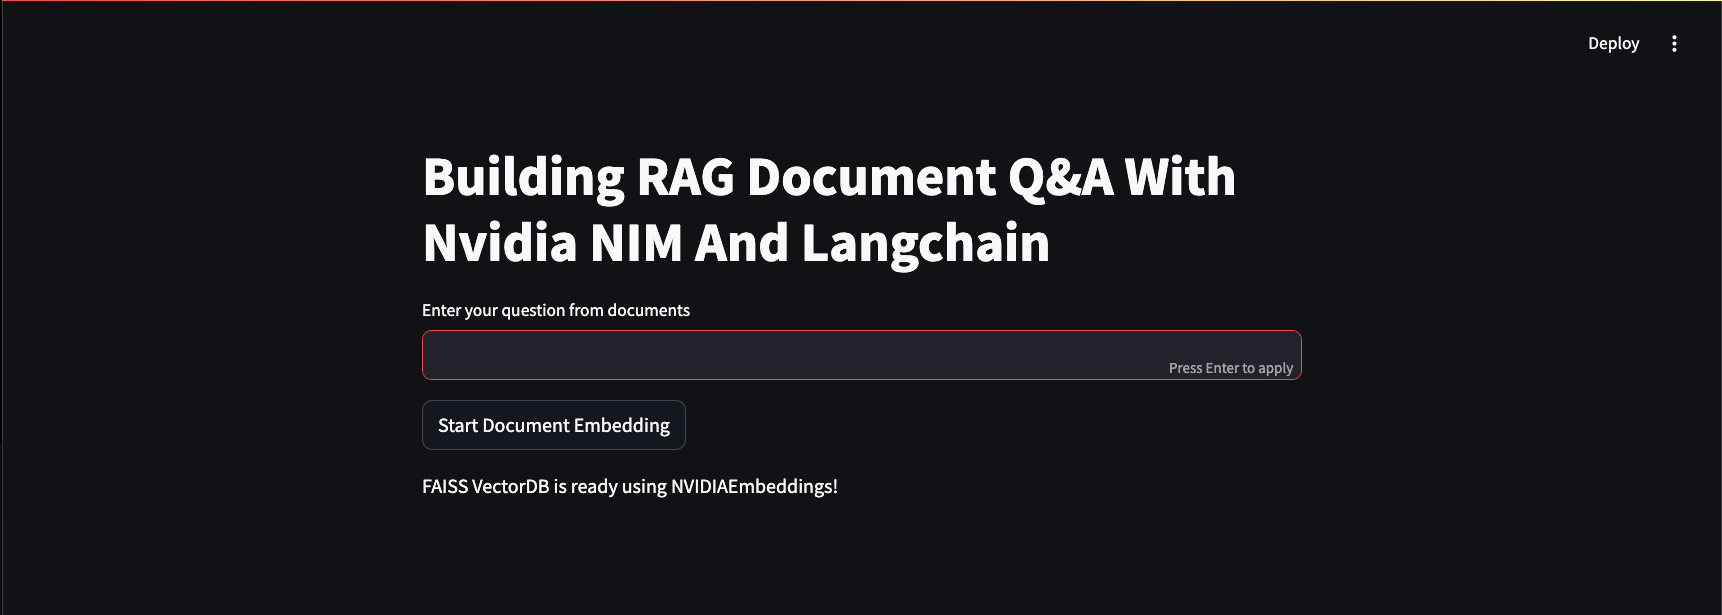 Deploy
Building RAG Document Q&A With
Nvidia NIM And Langchain
Enter your question from documents
Press Enter to apply
Start Document Embedding
FAISS VectorDB is ready using NVIDIAEmbeddings!